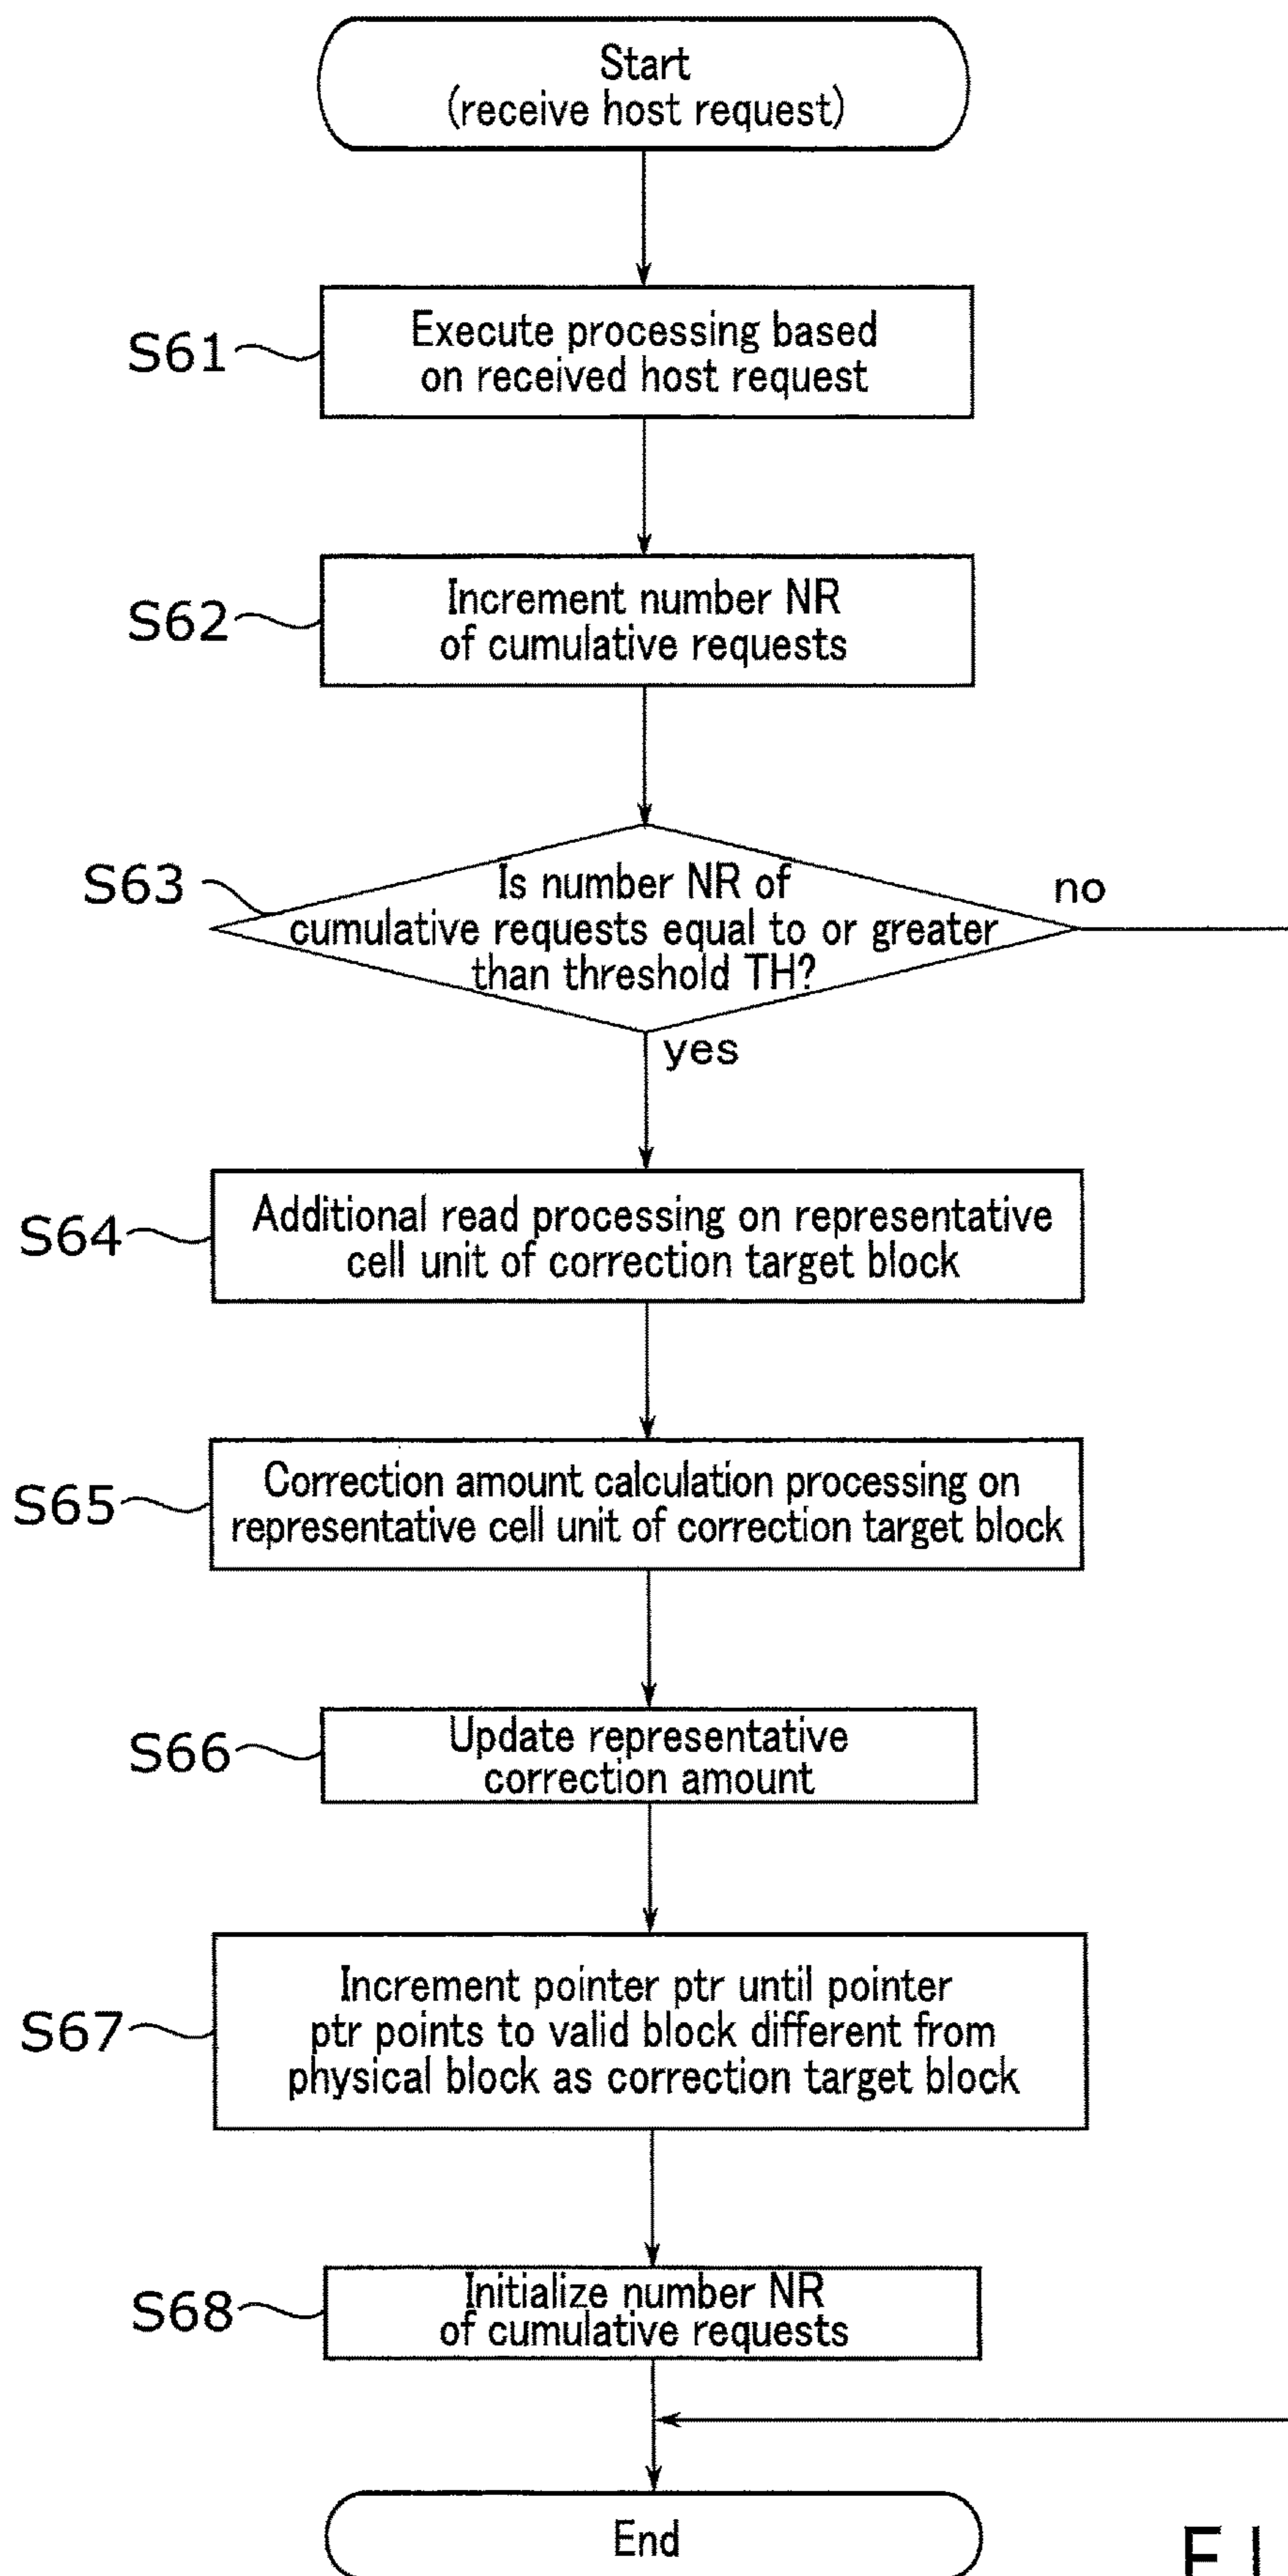 Start
(receive host request)
S61
Execute processing based
on received host request
S62
Increment number NR
of cumulative requests
S63
Is number NR of
cumulative requests equal to or greater
than threshold TH?
no
yes
S64
Additional read processing on representative
cell unit of correction target block
S65
Correction amount calculation processing on
representative cell unit of correction target block
S66
Update representative
correction amount
S67
Increment pointer ptr until pointer
ptr points to valid block different from
physical block as correction target block
S68
Initialize number NR
of cumulative requests
End